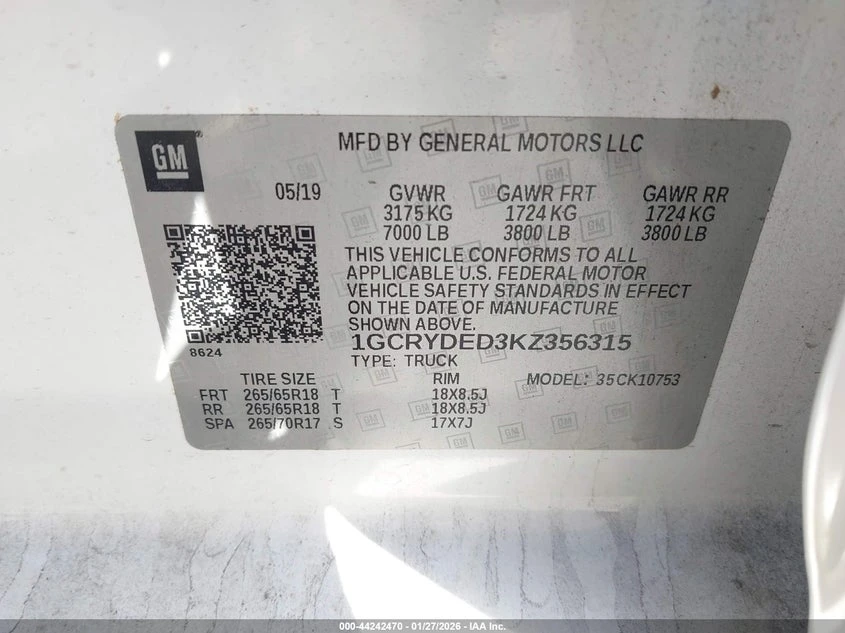 GM
MFD BY GENERAL MOTORS LLC
05/19 GVWR GAWR FRT GAWR RR
3175 KG 1724 KG 1724 KG
7000 LB 3800 LB 3800 LB
THIS VEHICLE CONFORMS TO ALL
APPLICABLE U.S. FEDERAL MOTOR
VEHICLE SAFETY STANDARDS IN EFFECT
ON THE DATE OF MANUFACTURE
SHOWN ABOVE.
8624
1GCRYDED3KZ356315
TYPE: TRUCK
TIRE SIZE RIM MODEL: 35CK10753
FRT 265/65R18 T 18X8.5J
RR 265/65R18 T 18X8.5J
SPA 265/70R17 S 17X7J
000-44242470 - 01/27/2026 - IAA Inc.